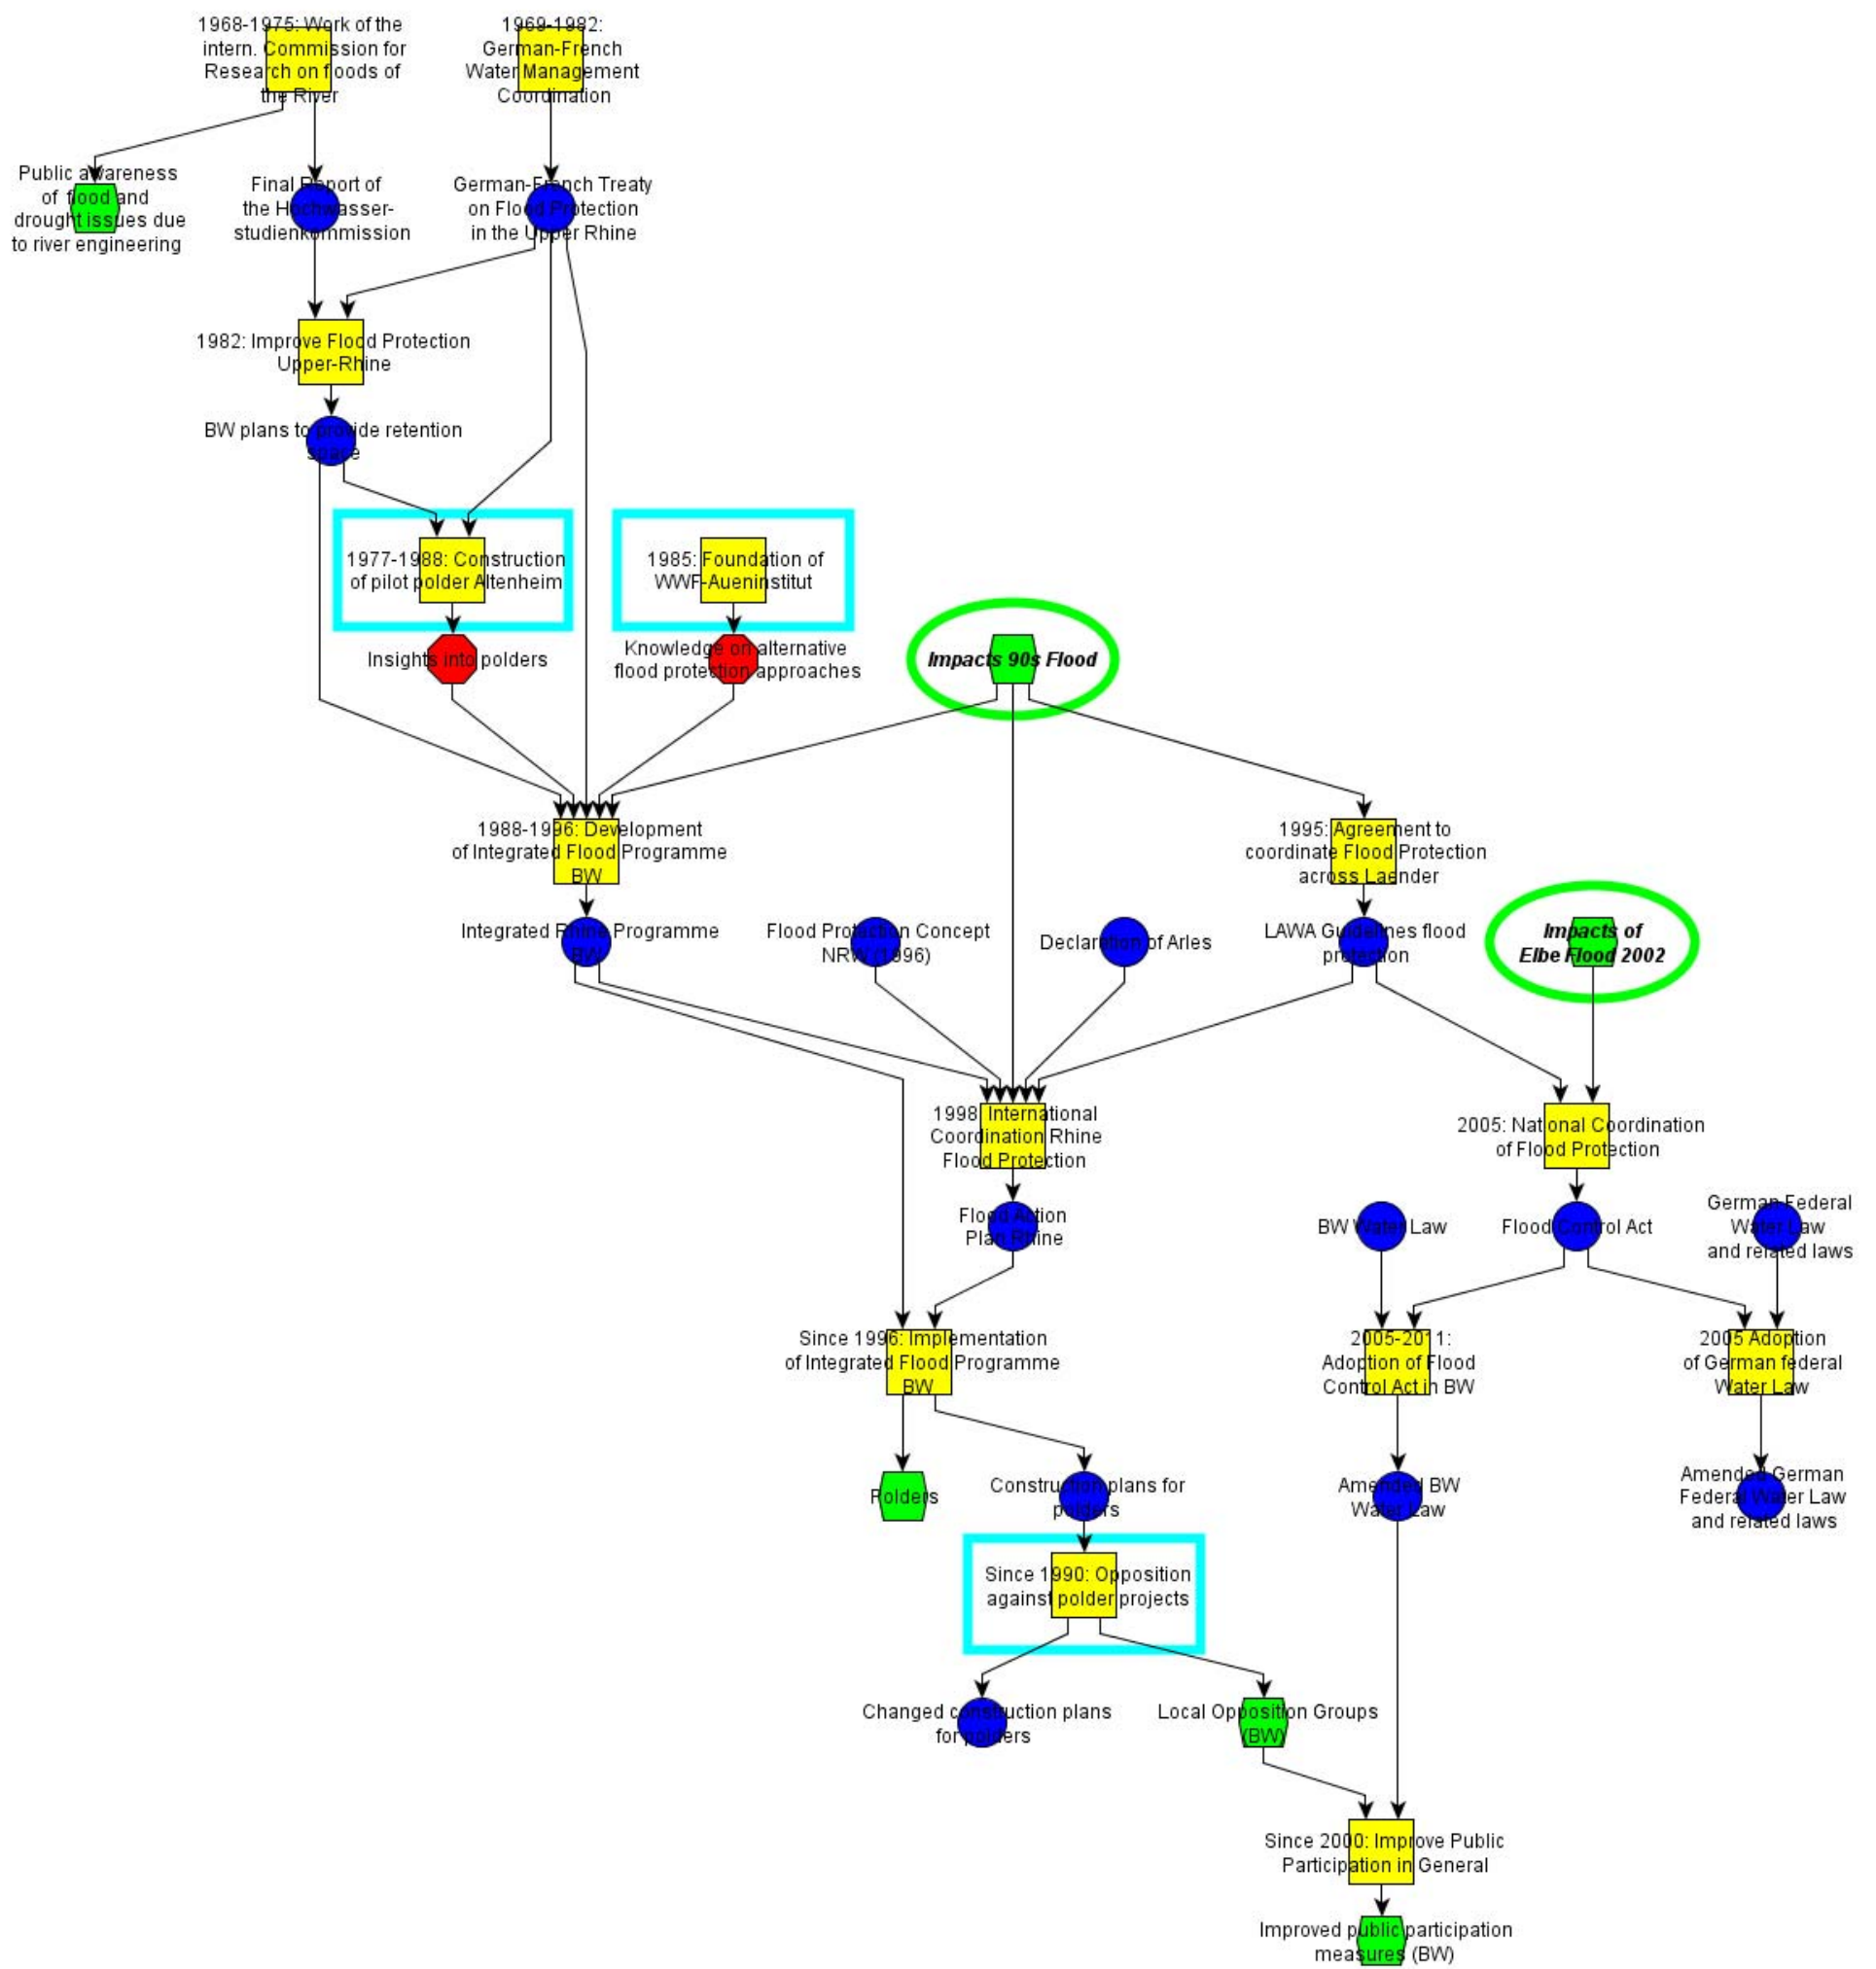 1968-1975: Work of the
intern. Commission for
Research on floods of
the River
1969-1982:
German-French
Water Management
Coordination
Public awareness
of flood and
drought issues due
to river engineering
Final Report of
the Hochwasser-
studienkommission
German-French Treaty
on Flood Protection
in the Upper Rhine
1982: Improve Flood Protection
Upper-Rhine
BW plans to provide retention
space
1977-1988: Construction
of pilot polder Altenheim
1985: Foundation of
WWF-Aueninstitut
Insights into polders
Knowledge on alternative
flood protection approaches
Impacts 90s Flood
1988-1996: Development
of Integrated Flood Programme
BW
1995: Agreement to
coordinate Flood Protection
across Laender
Integrated Rhine Programme
BW
Flood Protection Concept
NRW (1996)
Declaration of Arles
LAWA Guidelines flood
protection
Impacts of
Elbe Flood 2002
1998: International
Coordination Rhine
Flood Protection
2005: National Coordination
of Flood Protection
Flood Action
Plan Rhine
BW Water Law
Flood Control Act
German Federal
Water Law
and related laws
Since 1996: Implementation
of Integrated Flood Programme
BW
2005-2011:
Adoption of Flood
Control Act in BW
2005 Adoption
of German federal
Water Law
Polders
Construction plans for
polders
Amended BW
Water Law
Amended German
Federal Water Law
and related laws
Since 1990: Opposition
against polder projects
Changed construction plans
for polders
Local Opposition Groups
(BW)
Since 2000: Improve Public
Participation in General
Improved public participation
measures (BW)